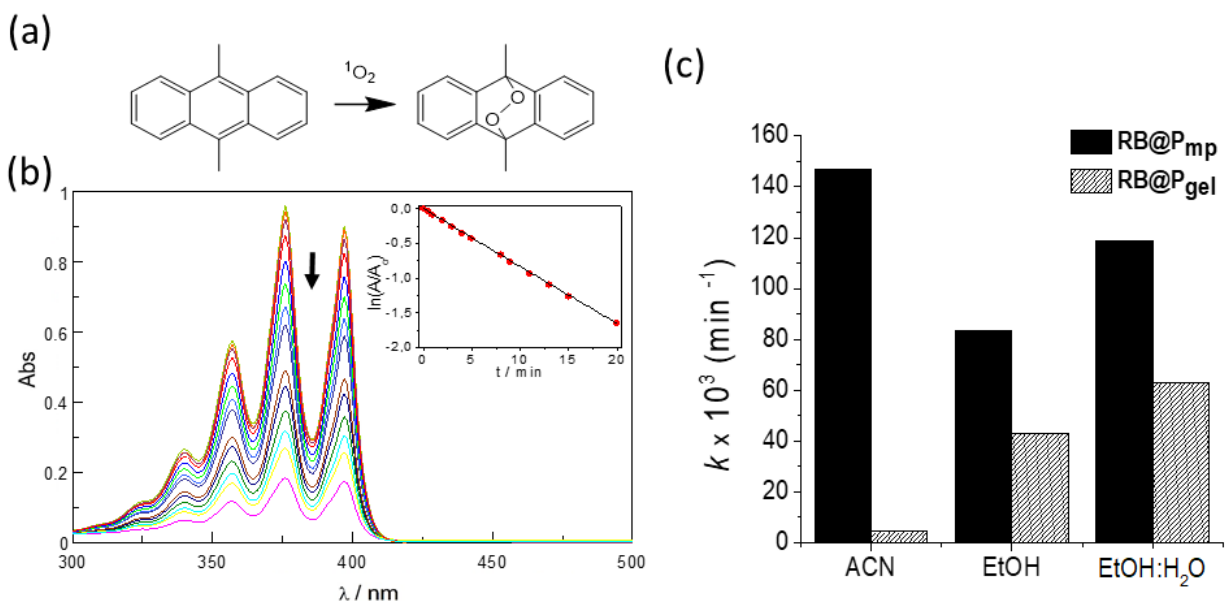 (a)
¹O₂
O
O
(b)
Abs
1
0.8
0.6
0.4
0.2
0
300
350
400
450
500
λ / nm
ln(A/A₀)
0,0
-0,5
-1,0
-1,5
-2,0
0
5
10
15
20
t / min
(c)
k x 10³ (min⁻¹)
160
140
120
100
80
60
40
20
0
RB@Pmp
RB@Pgel
ACN
EtOH
EtOH:H₂O